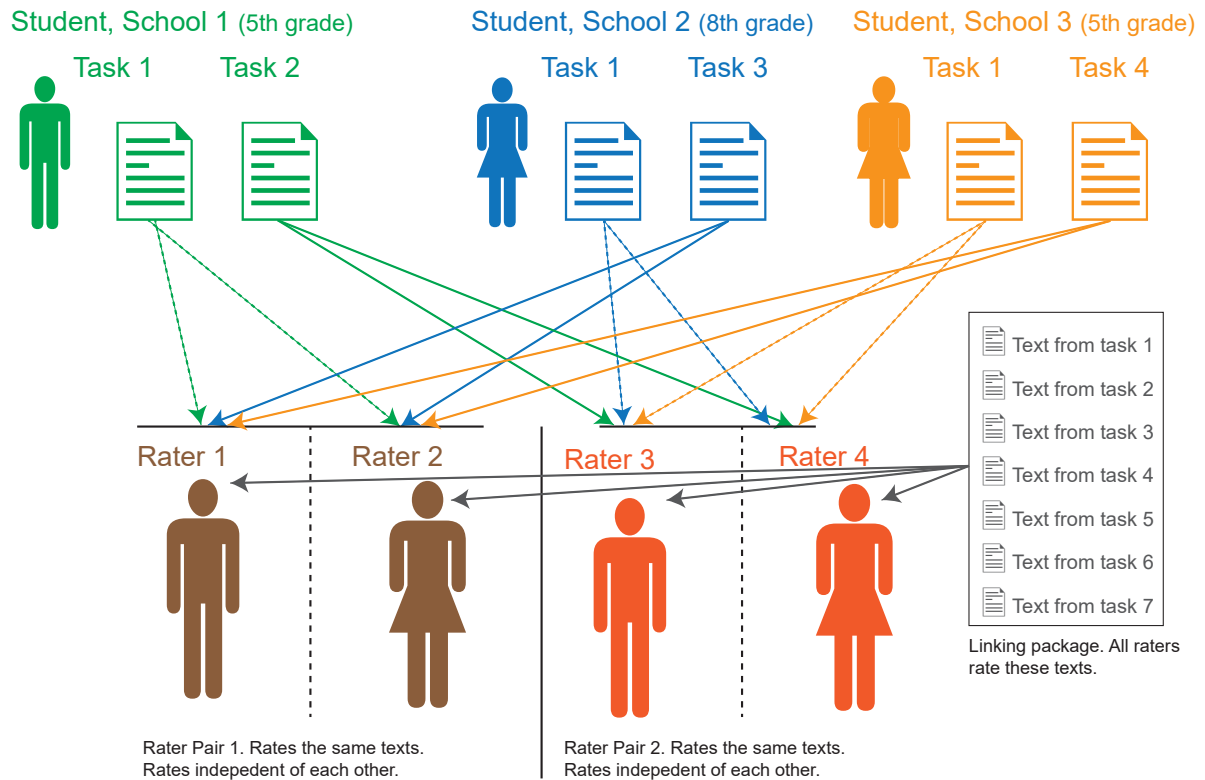 Student, School 1 (5th grade)
Student, School 2 (8th grade)
Student, School 3 (5th grade)
Task 1
Task 2
Task 1
Task 3
Task 1
Task 4
Text from task 1
Text from task 2
Text from task 3
Text from task 4
Text from task 5
Text from task 6
Text from task 7
Linking package. All raters
rate these texts.
Rater 1
Rater 2
Rater 3
Rater 4
Rater Pair 1. Rates the same texts.
Rates indepedent of each other.
Rater Pair 2. Rates the same texts.
Rates indepedent of each other.